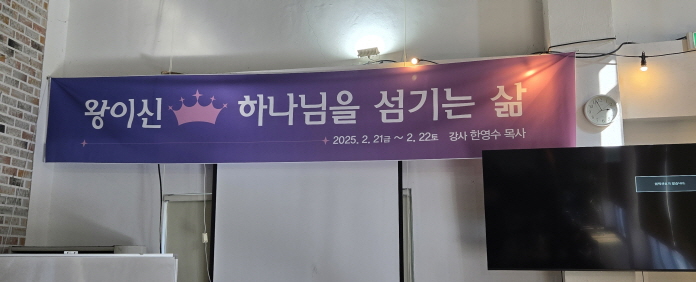 왕이신 하나님을 섬기는 삶
2025. 2. 21금 ~ 2. 22토 강사 한영수 목사